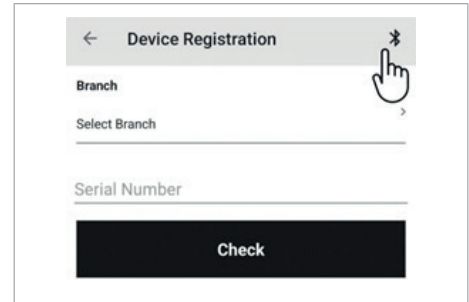 Device Registration
Branch
Select Branch
Serial Number
Check